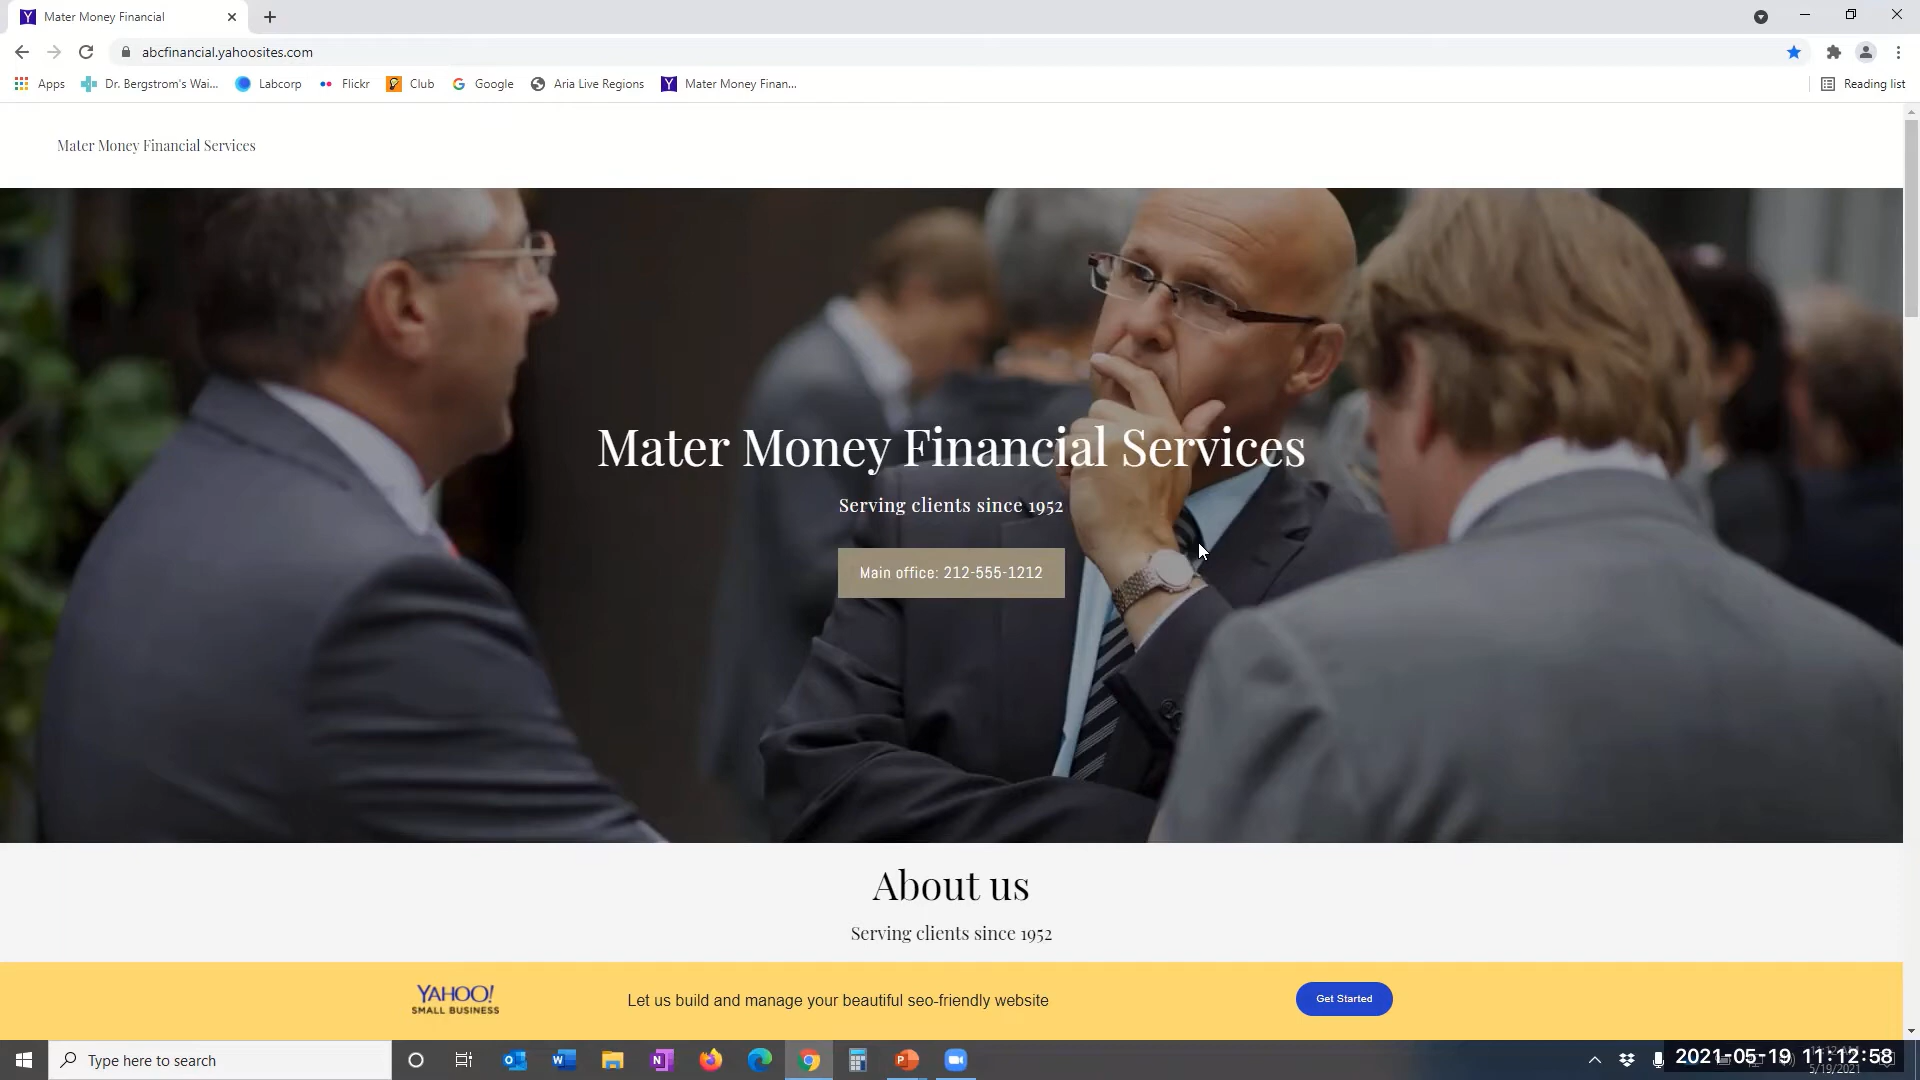 Mater Money Financial
abcfinancial.yahoosites.com
Apps Dr. Bergstrom's Wai... Labcorp Flickr Club Google Aria Live Regions Mater Money Finan... Reading list
Mater Money Financial Services
Mater Money Financial Services
Serving clients since 1952
Main office: 212-555-1212
About us
Serving clients since 1952
YAHOO!
SMALL BUSINESS
Let us build and manage your beautiful seo-friendly website
Get Started
Type here to search
2021-05-19 11:12:58
5/19/2021